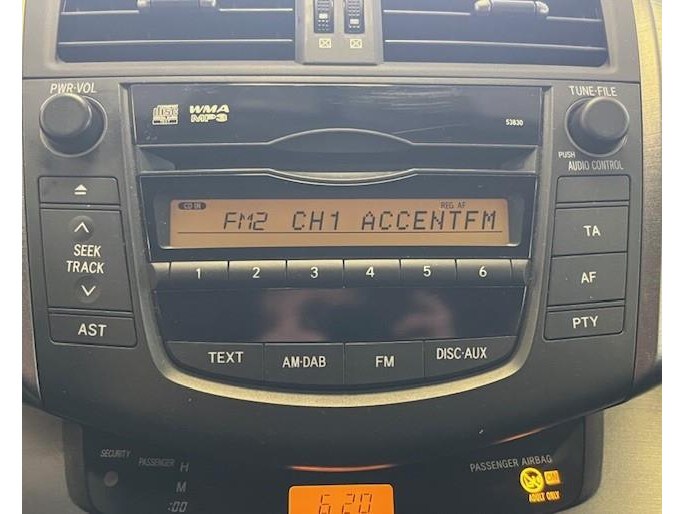 PWR·VOL
WMA
MP3
53830
TUNE·FILE
PUSH
AUDIO CONTROL
CD IN
REG AF
FM2 CH1 ACCENTFM
SEEK
TRACK
1 2 3 4 5 6
TA
AF
AST
PTY
TEXT
AM·DAB
FM
DISC·AUX
SECURITY
PASSENGER
H
M
:00
PASSENGER AIRBAG
6:20
ADULT ONLY